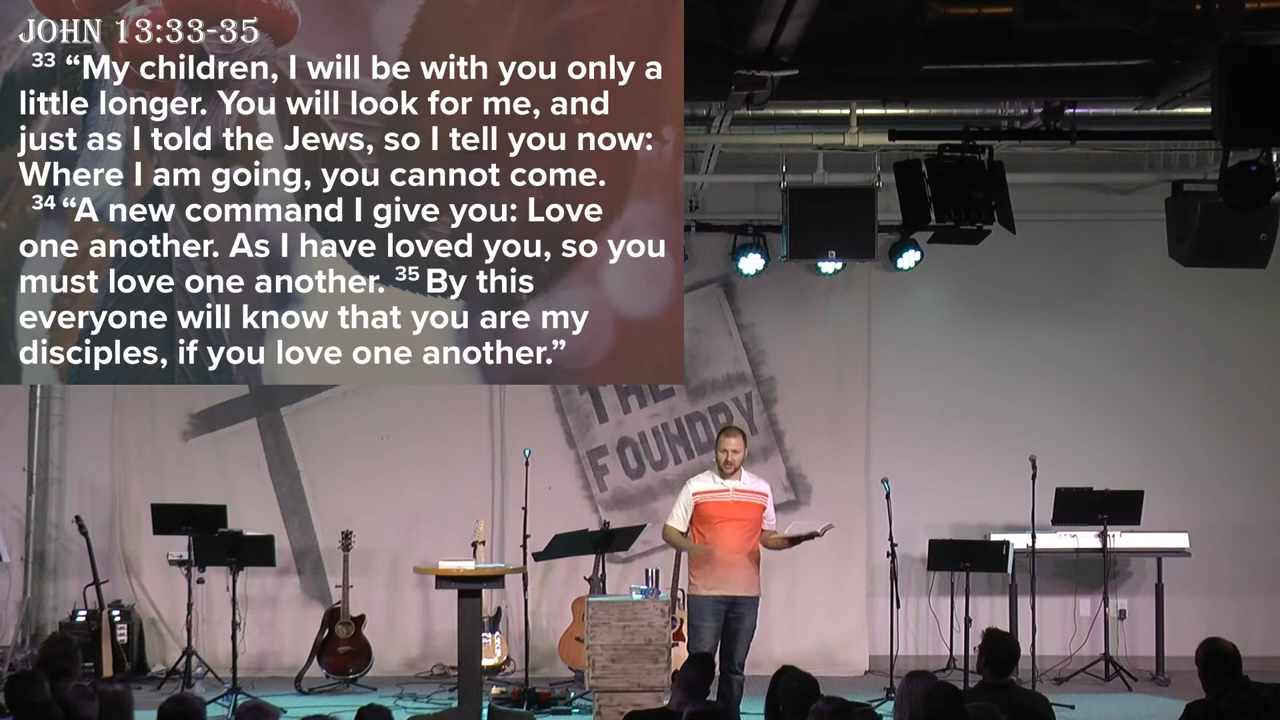 JOHN 13:33-35
33 “My children, I will be with you only a
little longer. You will look for me, and
just as I told the Jews, so I tell you now:
Where I am going, you cannot come.
34 “A new command I give you: Love
one another. As I have loved you, so you
must love one another. 35 By this
everyone will know that you are my
disciples, if you love one another.”
THE
FOUNDRY